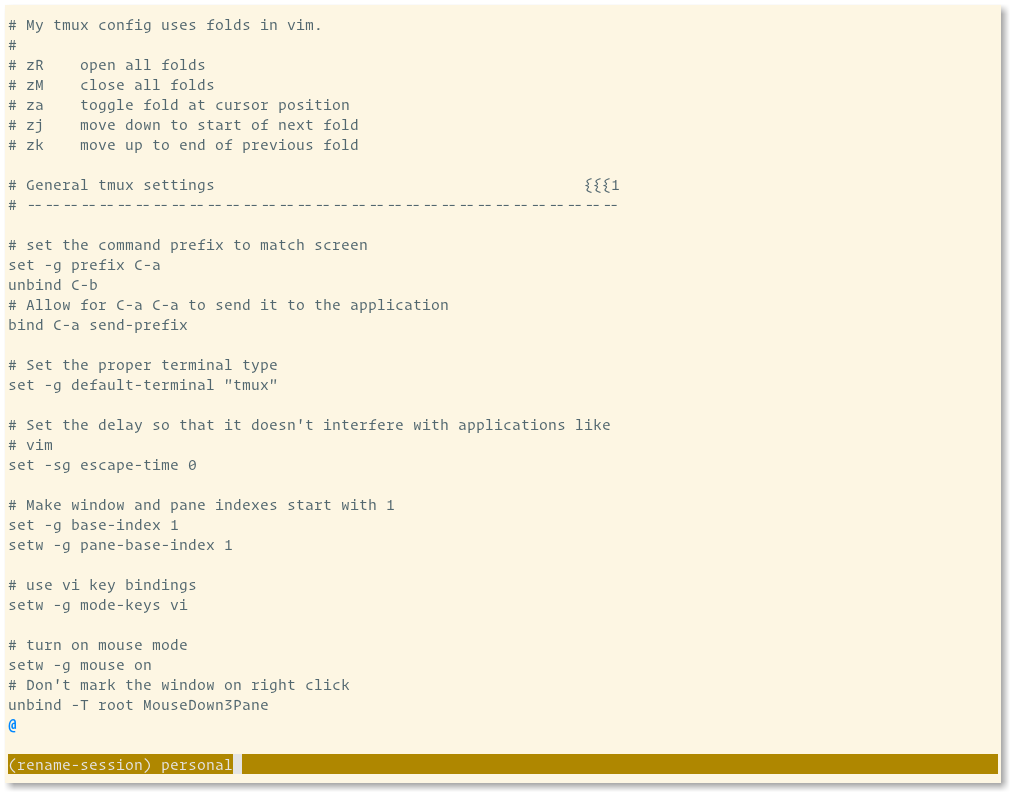 # My tmux config uses folds in vim.
#
# zR    open all folds
# zM    close all folds
# za    toggle fold at cursor position
# zj    move down to start of next fold
# zk    move up to end of previous fold

# General tmux settings                                         {{{1
# ------------------------------------------------------------------

# set the command prefix to match screen
set -g prefix C-a
unbind C-b
# Allow for C-a C-a to send it to the application
bind C-a send-prefix

# Set the proper terminal type
set -g default-terminal "tmux"

# Set the delay so that it doesn't interfere with applications like
# vim
set -sg escape-time 0

# Make window and pane indexes start with 1
set -g base-index 1
setw -g pane-base-index 1

# use vi key bindings
setw -g mode-keys vi

# turn on mouse mode
setw -g mouse on
# Don't mark the window on right click
unbind -T root MouseDown3Pane
@

(rename-session) personal